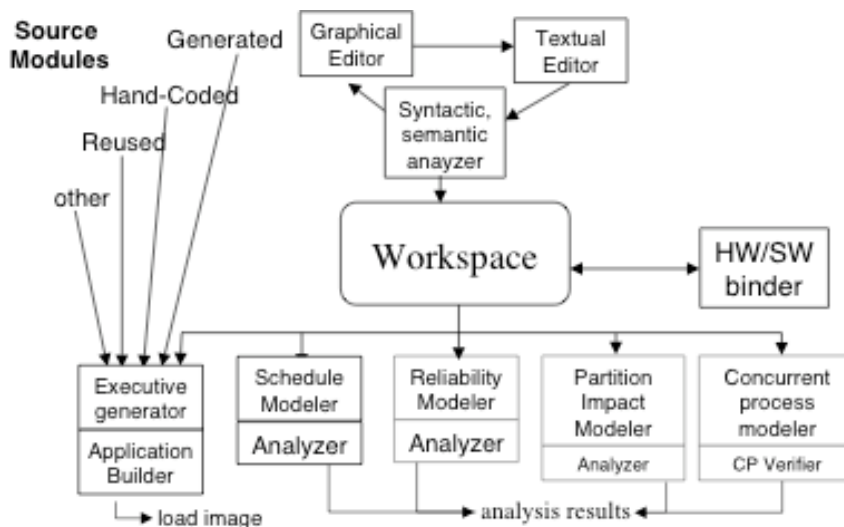 Source
Modules
Generated
Hand-Coded
Reused
other
Graphical
Editor
Textual
Editor
Syntactic,
semantic
anayzer
Workspace
HW/SW
binder
Executive
generator
Application
Builder
load image
Schedule
Modeler
Analyzer
Reliability
Modeler
Analyzer
Partition
Impact
Modeler
Analyzer
Concurrent
process
modeler
CP Verifier
analysis results